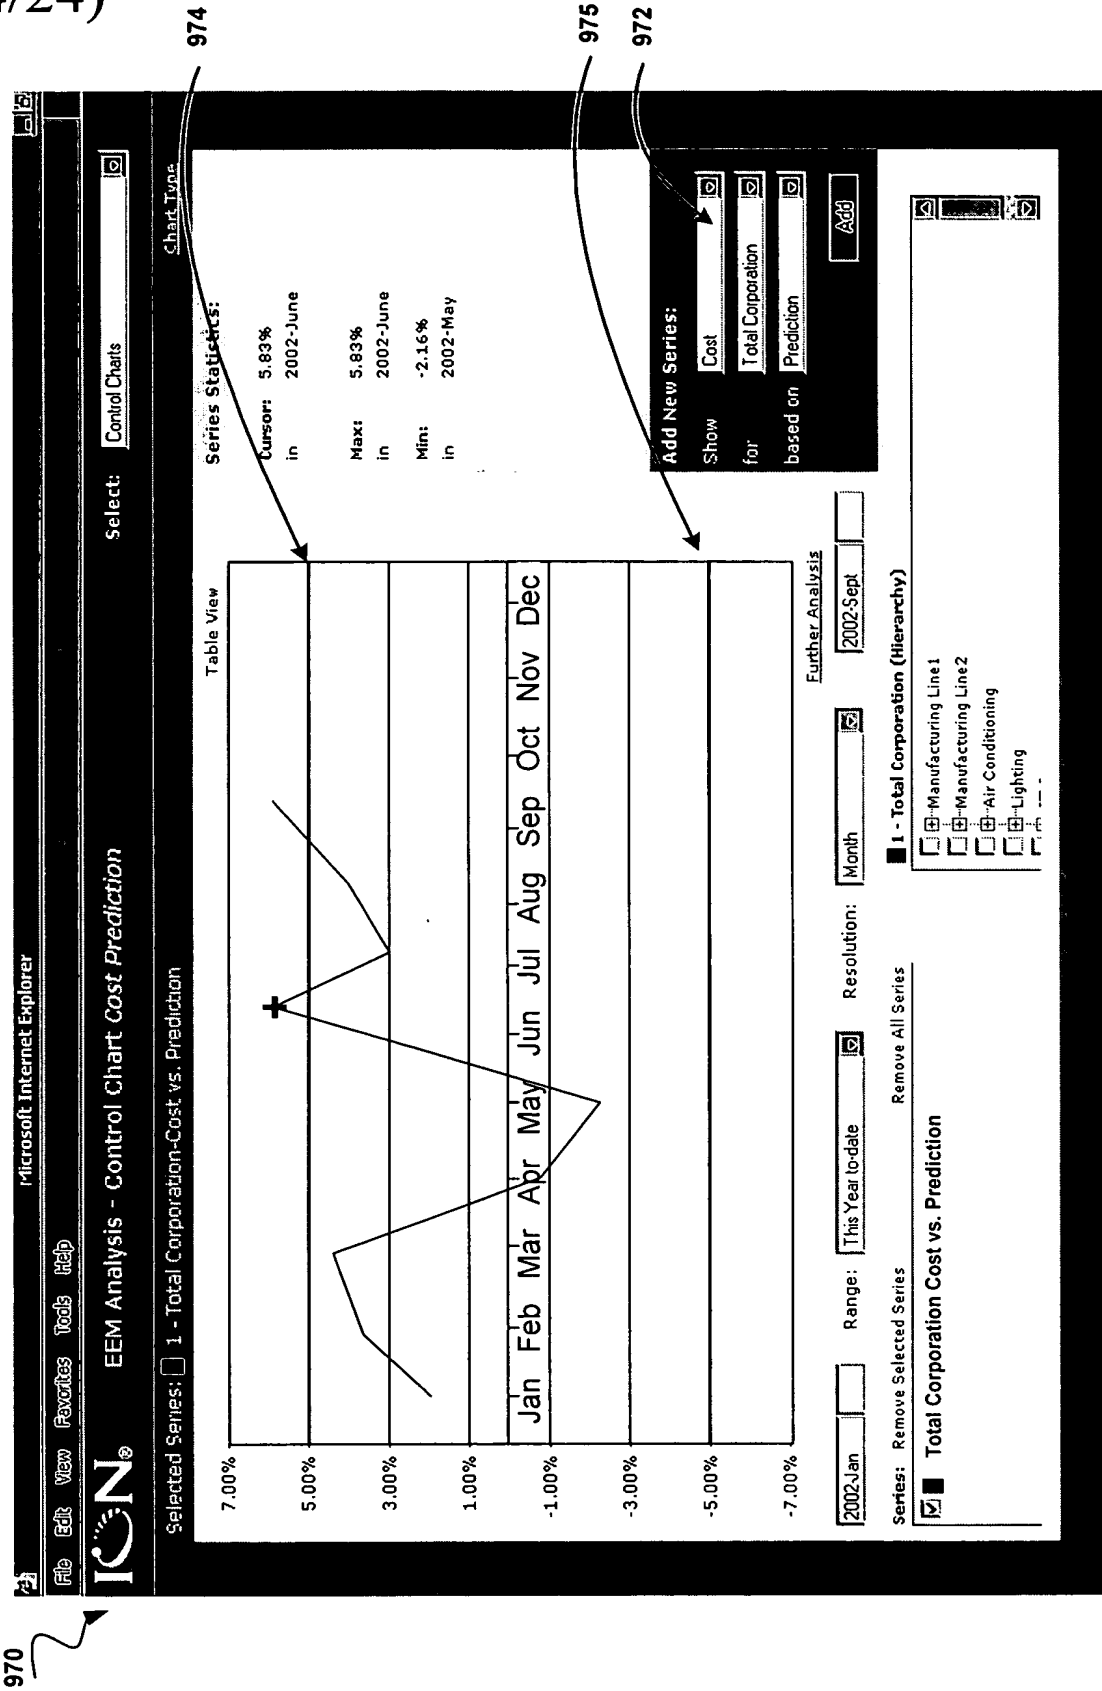 /24)
974
975
972
970
Microsoft Internet Explorer
File Edit View Favorites Tools Help
ION® EEM Analysis - Control Chart Cost Prediction Select: Control Charts
Selected Series: 1 - Total Corporation-Cost vs. Prediction Chart Type
Table View
7.00%
5.00%
3.00%
1.00%
-1.00%
-3.00%
-5.00%
-7.00%
Jan Feb Mar Apr May Jun Jul Aug Sep Oct Nov Dec
Series Statistics:
Cursor: 5.83%
in 2002-June
Max: 5.83%
in 2002-June
Min: -2.16%
in 2002-May
Add New Series:
Show Cost
for Total Corporation
based on Prediction
Add
Further Analysis
2002-Jan Range: This Year to-date Resolution: Month 2002-Sept
Series: Remove Selected Series Remove All Series
Total Corporation Cost vs. Prediction
1 - Total Corporation (Hierarchy)
Manufacturing Line1
Manufacturing Line2
Air Conditioning
Lighting